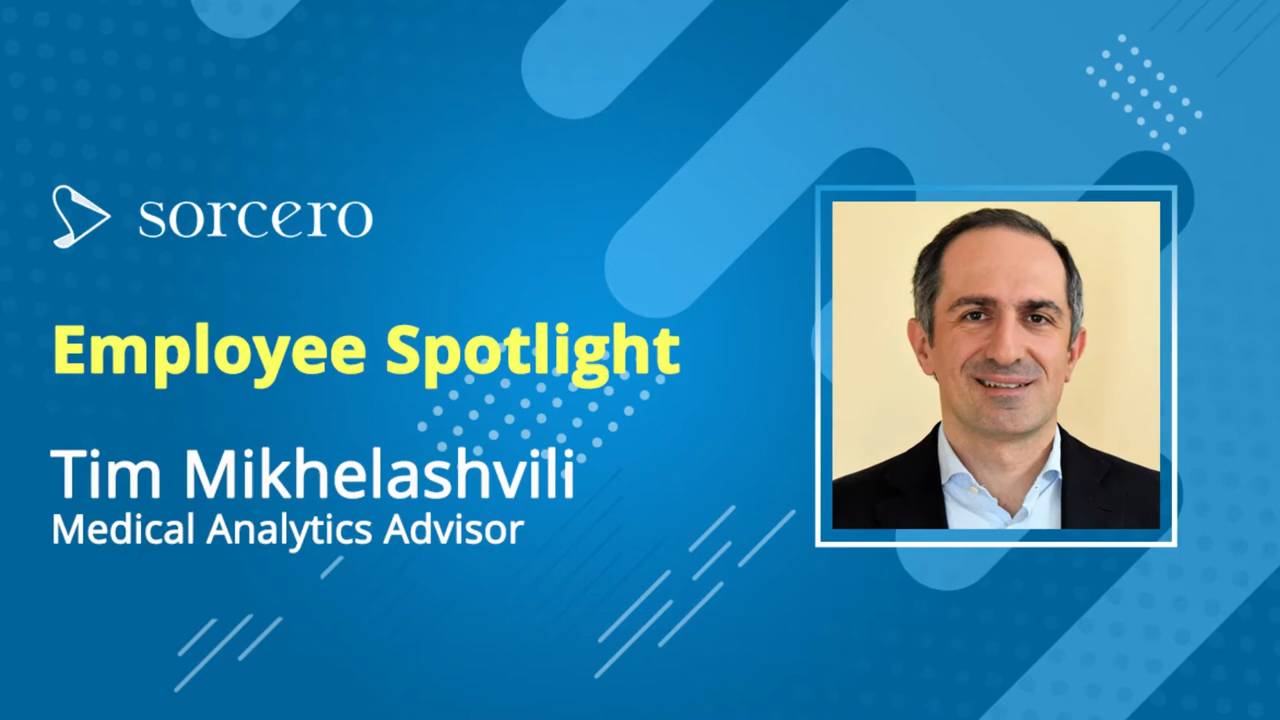 sorcero
Employee Spotlight
Tim Mikhelashvili
Medical Analytics Advisor